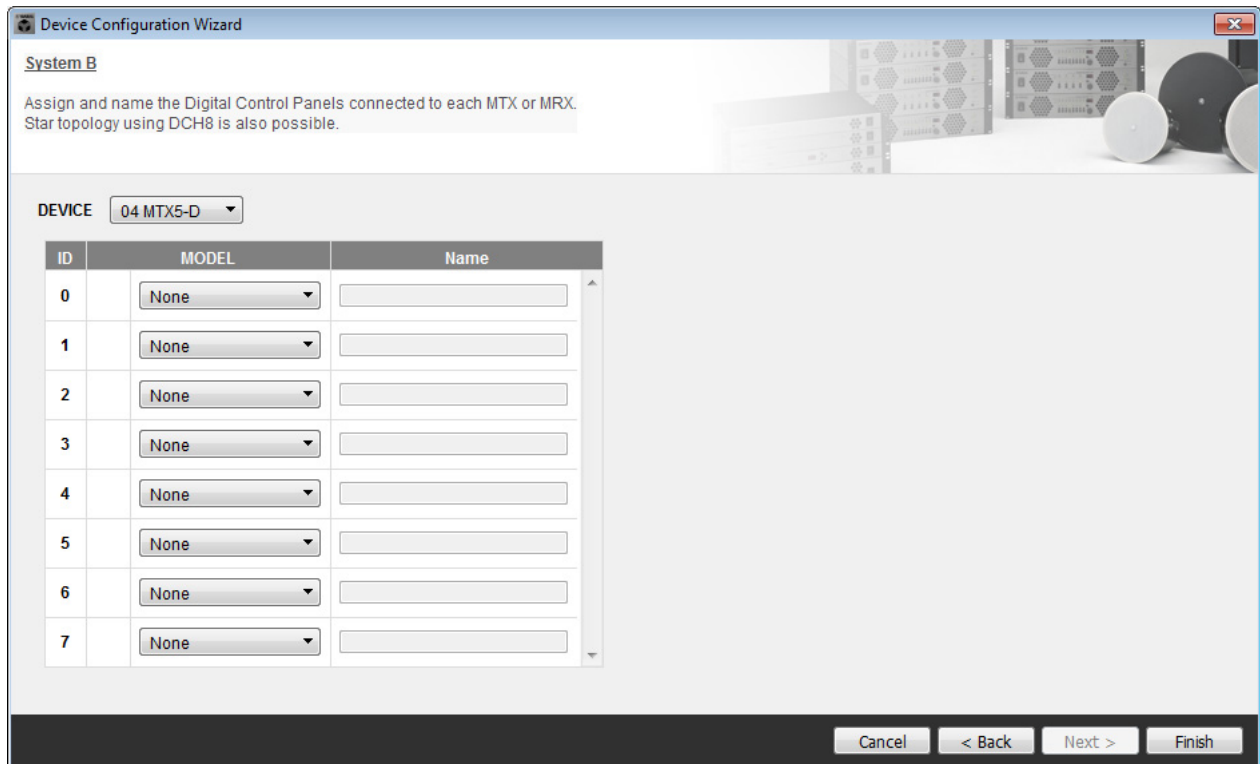 Device Configuration Wizard
System B
Assign and name the Digital Control Panels connected to each MTX or MRX.
Star topology using DCH8 is also possible.
DEVICE 04 MTX5-D
ID MODEL Name
0 None
1 None
2 None
3 None
4 None
5 None
6 None
7 None
Cancel < Back Next > Finish